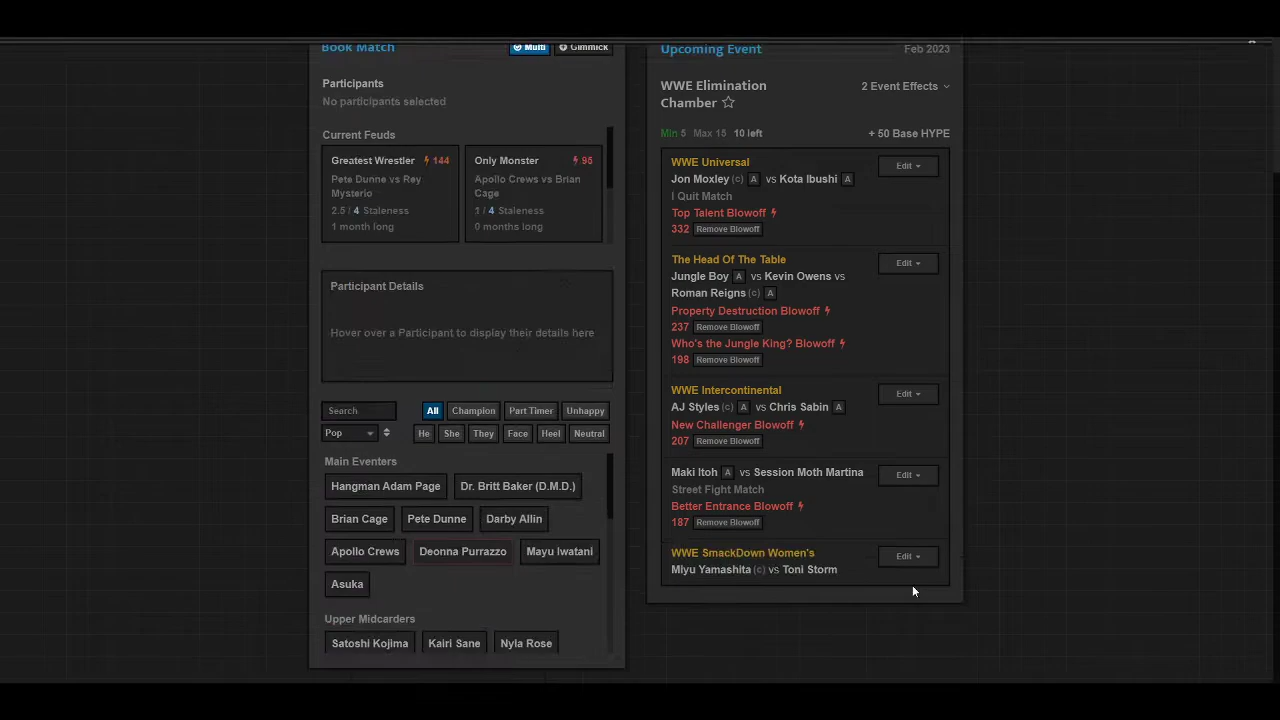 Book Match
Multi
Gimmick
Participants
No participants selected
Current Feuds
Greatest Wrestler 144
Pete Dunne vs Rey
Mysterio
2.5 / 4 Staleness
1 month long
Only Monster 95
Apollo Crews vs Brian
Cage
1 / 4 Staleness
0 months long
Participant Details
Hover over a Participant to display their details here
Search
All
Champion
Part Timer
Unhappy
Pop
He
She
They
Face
Heel
Neutral
Main Eventers
Hangman Adam Page
Dr. Britt Baker (D.M.D.)
Brian Cage
Pete Dunne
Darby Allin
Apollo Crews
Deonna Purrazzo
Mayu Iwatani
Asuka
Upper Midcarders
Satoshi Kojima
Kairi Sane
Nyla Rose
Upcoming Event
Feb 2023
WWE Elimination
Chamber
2 Event Effects
Min 5 Max 15 10 left
+ 50 Base HYPE
WWE Universal
Edit
Jon Moxley (c) A vs Kota Ibushi A
I Quit Match
Top Talent Blowoff
332 Remove Blowoff
The Head Of The Table
Edit
Jungle Boy A vs Kevin Owens vs
Roman Reigns (c) A
Property Destruction Blowoff
237 Remove Blowoff
Who's the Jungle King? Blowoff
198 Remove Blowoff
WWE Intercontinental
Edit
AJ Styles (c) A vs Chris Sabin A
New Challenger Blowoff
207 Remove Blowoff
Maki Itoh A vs Session Moth Martina
Edit
Street Fight Match
Better Entrance Blowoff
187 Remove Blowoff
WWE SmackDown Women's
Edit
Miyu Yamashita (c) vs Toni Storm